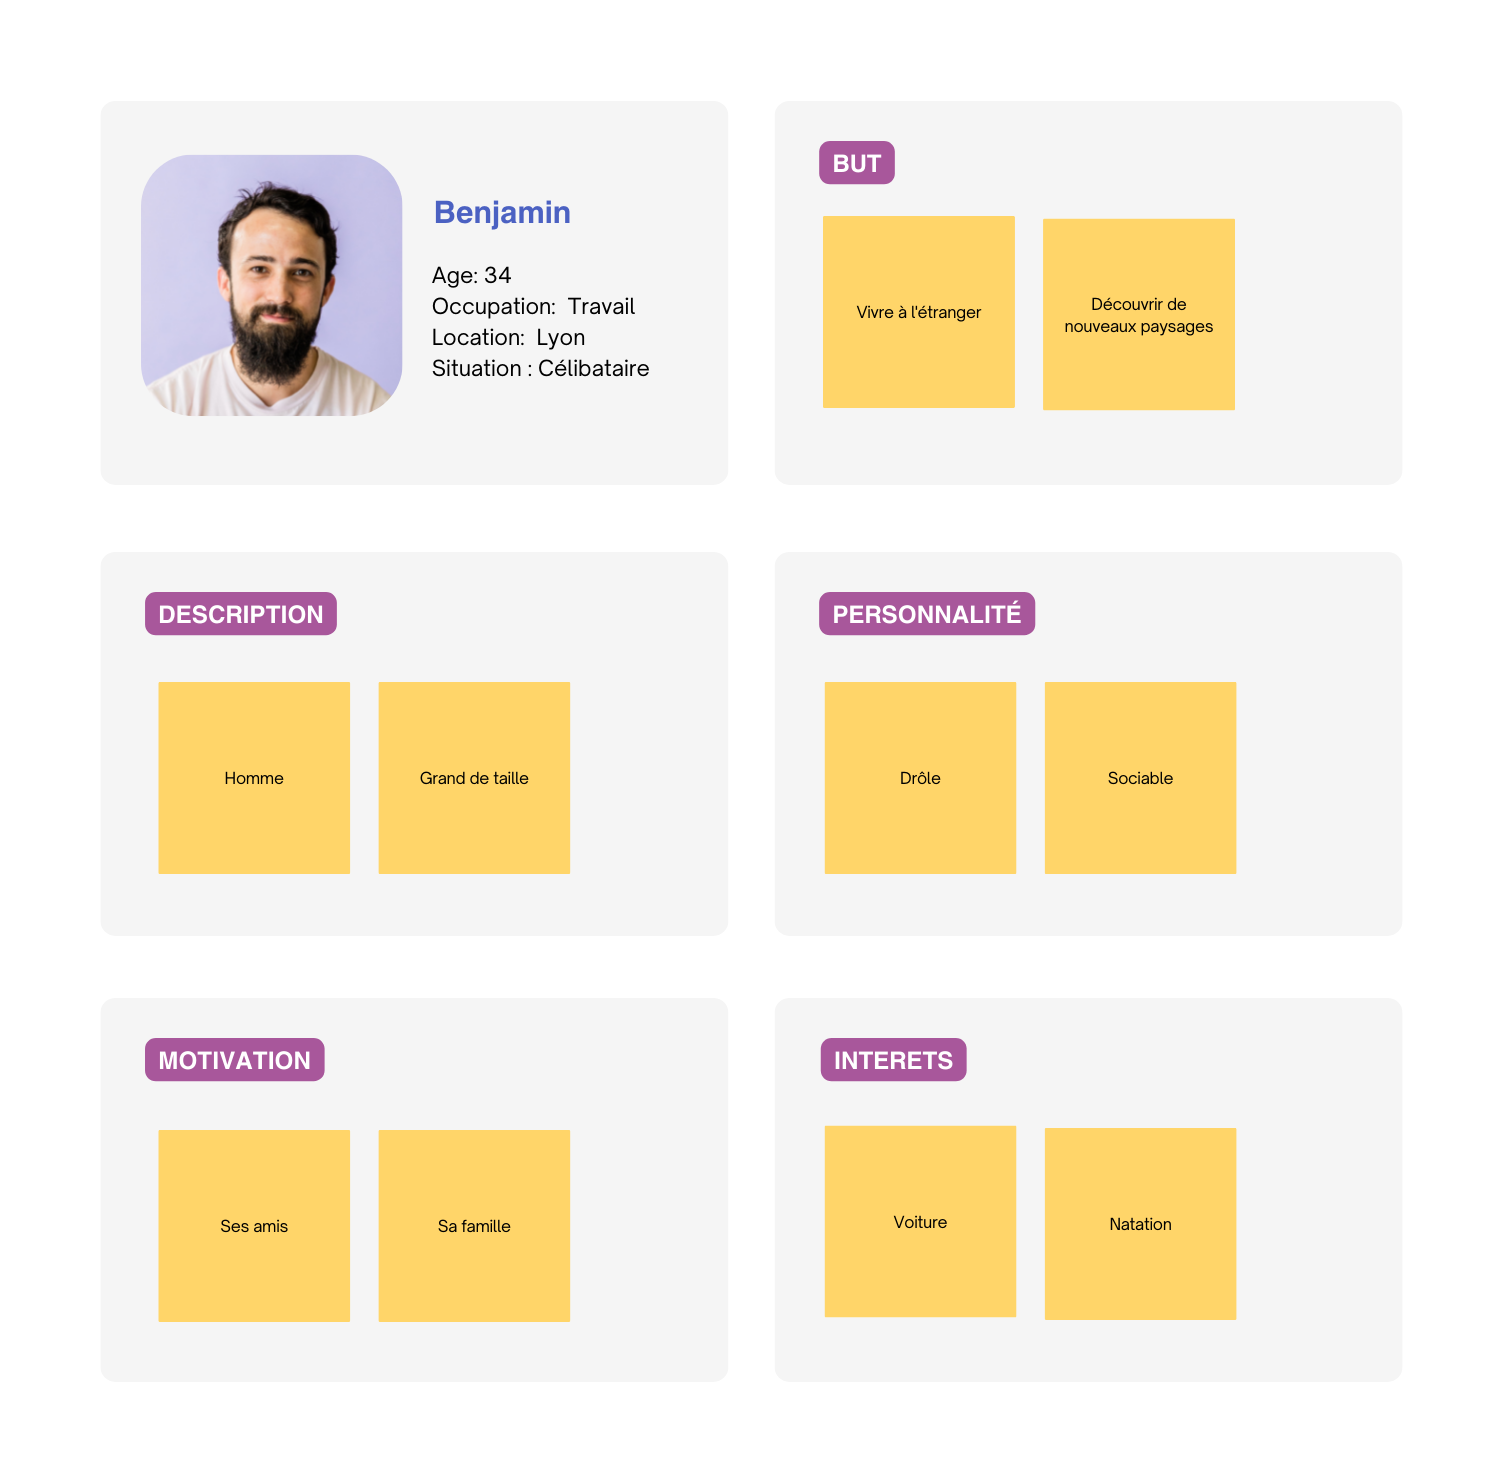 Benjamin
Age: 34
Occupation:  Travail
Location:  Lyon
Situation : Célibataire
BUT
Vivre à l'étranger
Découvrir de
nouveaux paysages
DESCRIPTION
Homme
Grand de taille
PERSONNALITÉ
Drôle
Sociable
MOTIVATION
Ses amis
Sa famille
INTERETS
Voiture
Natation